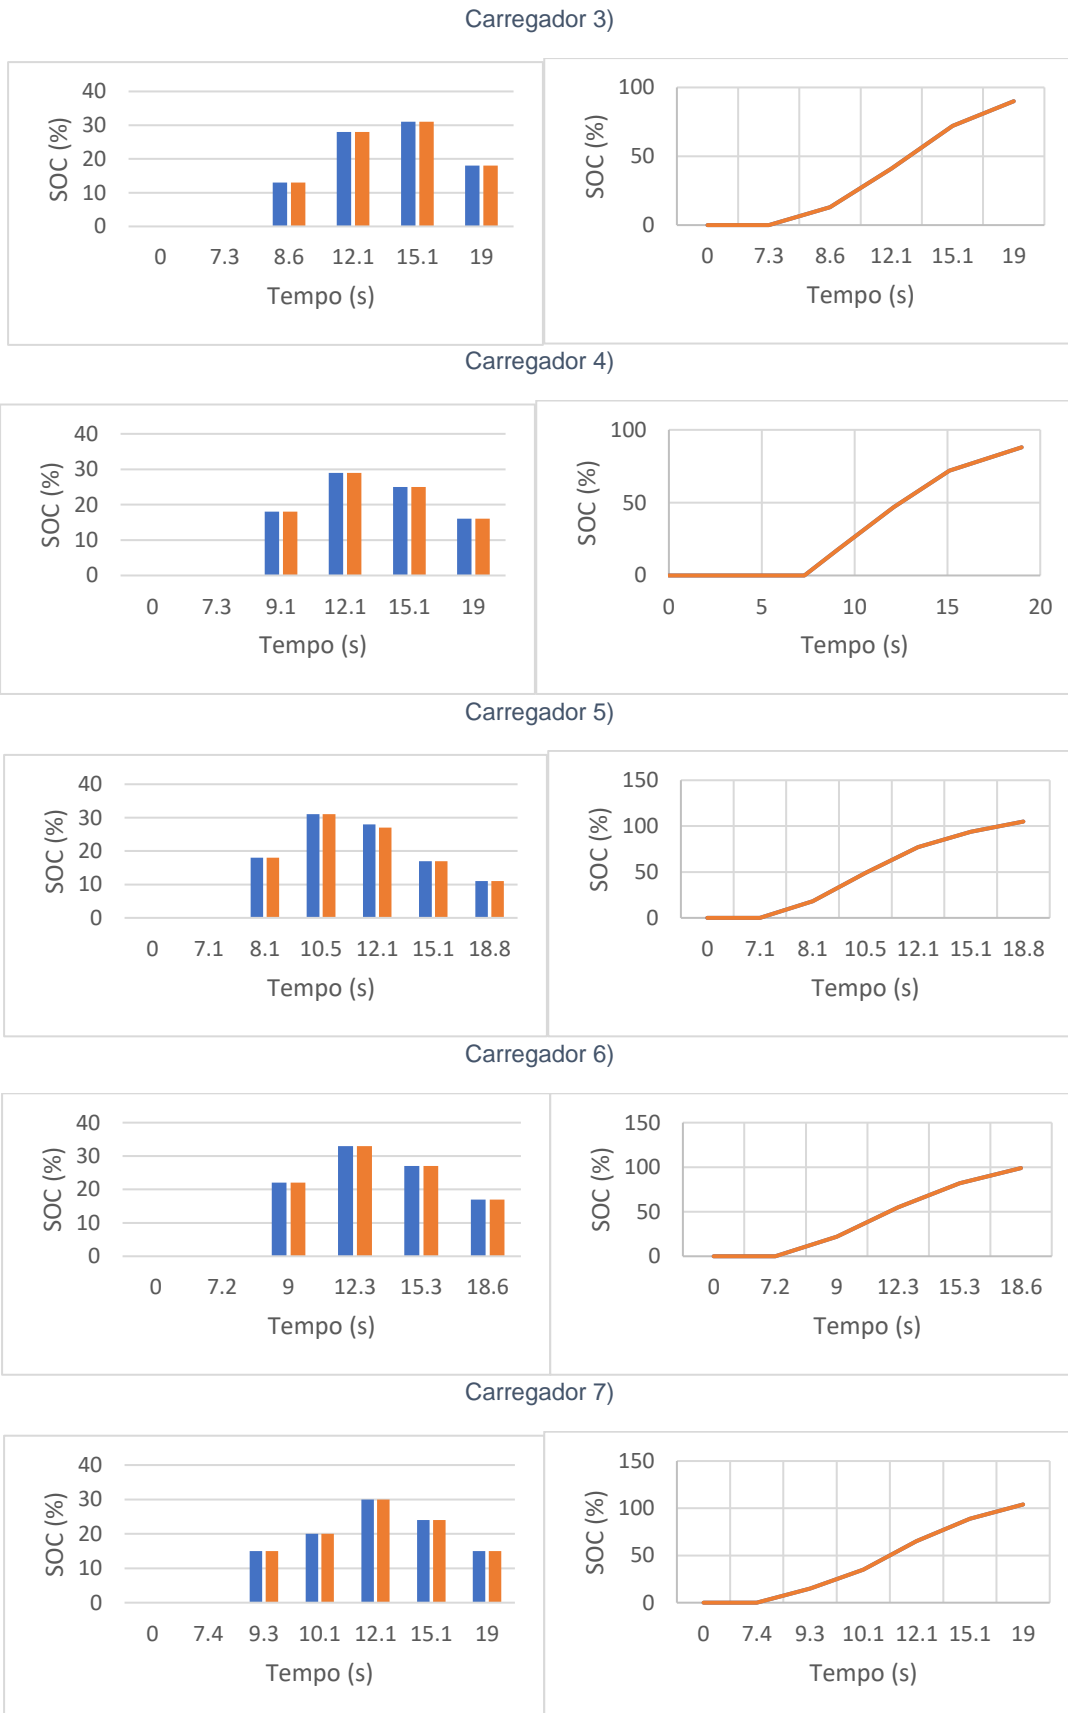 Carregador 3)
40
30
20
10
0
SOC (%)
0 7.3 8.6 12.1 15.1 19
Tempo (s)
100
50
0
SOC (%)
0 7.3 8.6 12.1 15.1 19
Tempo (s)
Carregador 4)
40
30
20
10
0
SOC (%)
0 7.3 9.1 12.1 15.1 19
Tempo (s)
100
50
0
SOC (%)
0 5 10 15 20
Tempo (s)
Carregador 5)
40
30
20
10
0
SOC (%)
0 7.1 8.1 10.5 12.1 15.1 18.8
Tempo (s)
150
100
50
0
SOC (%)
0 7.1 8.1 10.5 12.1 15.1 18.8
Tempo (s)
Carregador 6)
40
30
20
10
0
SOC (%)
0 7.2 9 12.3 15.3 18.6
Tempo (s)
150
100
50
0
SOC (%)
0 7.2 9 12.3 15.3 18.6
Tempo (s)
Carregador 7)
40
30
20
10
0
SOC (%)
0 7.4 9.3 10.1 12.1 15.1 19
Tempo (s)
150
100
50
0
SOC (%)
0 7.4 9.3 10.1 12.1 15.1 19
Tempo (s)